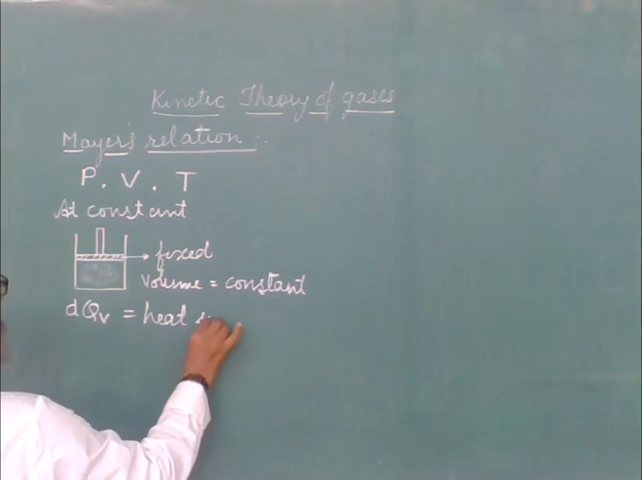 Kinetic Theory of gases
Mayer's relation :-
P. V. T
At constant
fixed
Volume = constant
dQv = heat